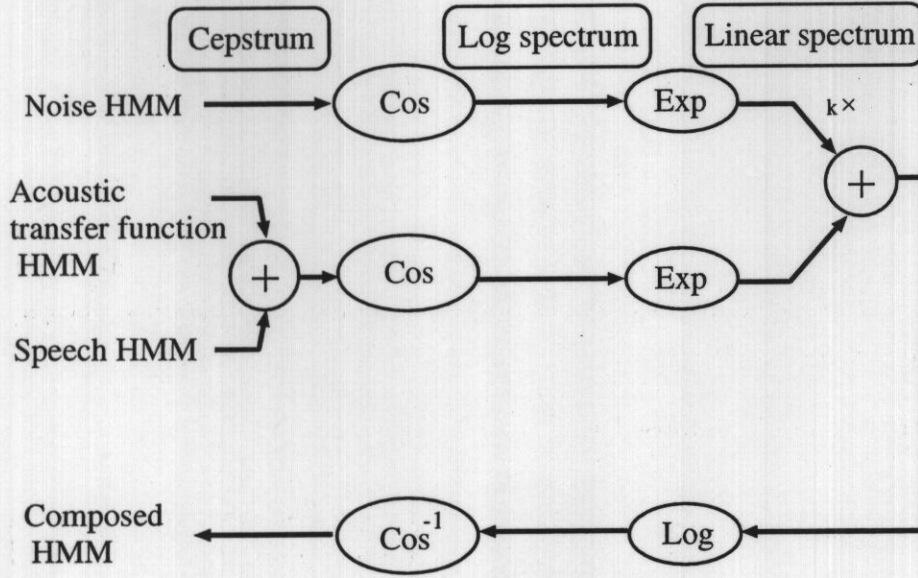 Cepstrum
Log spectrum
Linear spectrum
Noise HMM
Cos
Exp
k×
+
Acoustic
transfer function
HMM
+
Cos
Exp
Speech HMM
Composed
HMM
Cos⁻¹
Log